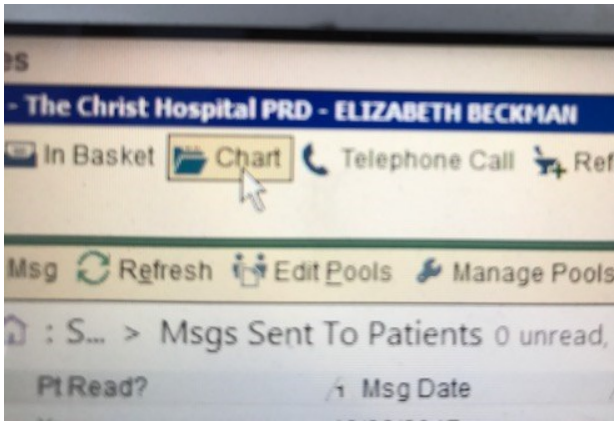 es
- The Christ Hospital PRD - ELIZABETH BECKMAN
In Basket Chart Telephone Call Ref
Msg Refresh Edit Pools Manage Pools
: S... > Msgs Sent To Patients 0 unread,
Pt Read? Msg Date